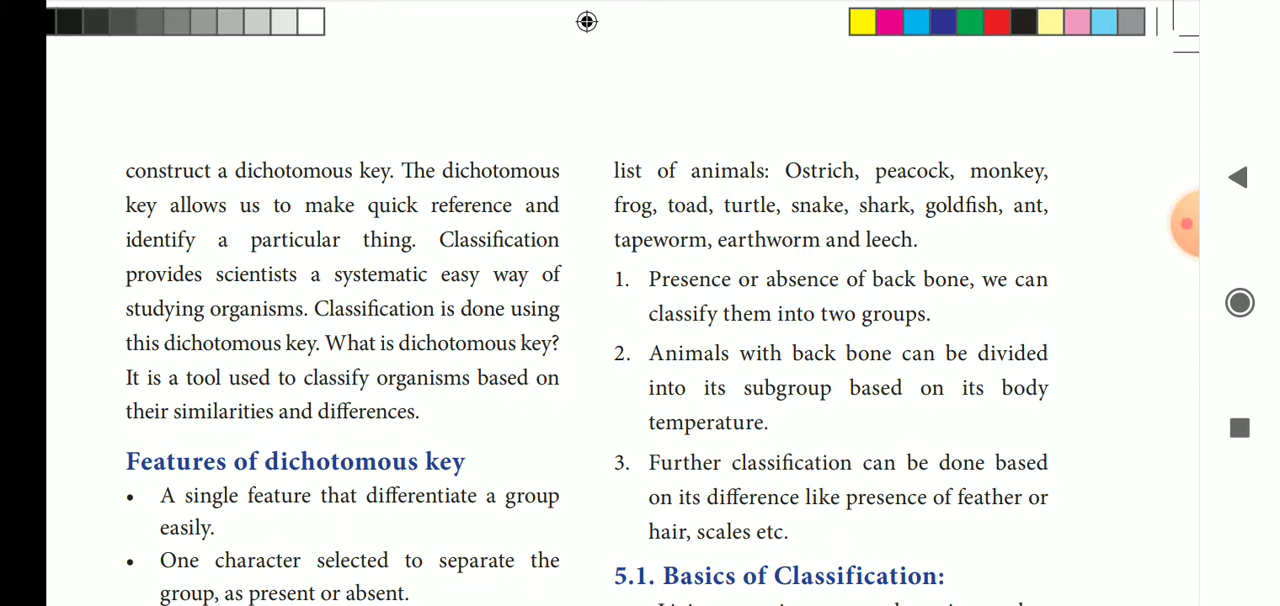 construct a dichotomous key. The dichotomous
key allows us to make quick reference and
identify a particular thing. Classification
provides scientists a systematic easy way of
studying organisms. Classification is done using
this dichotomous key. What is dichotomous key?
It is a tool used to classify organisms based on
their similarities and differences.
Features of dichotomous key
• A single feature that differentiate a group
easily.
• One character selected to separate the
group, as present or absent.
list of animals: Ostrich, peacock, monkey,
frog, toad, turtle, snake, shark, goldfish, ant,
tapeworm, earthworm and leech.
1. Presence or absence of back bone, we can
classify them into two groups.
2. Animals with back bone can be divided
into its subgroup based on its body
temperature.
3. Further classification can be done based
on its difference like presence of feather or
hair, scales etc.
5.1. Basics of Classification: